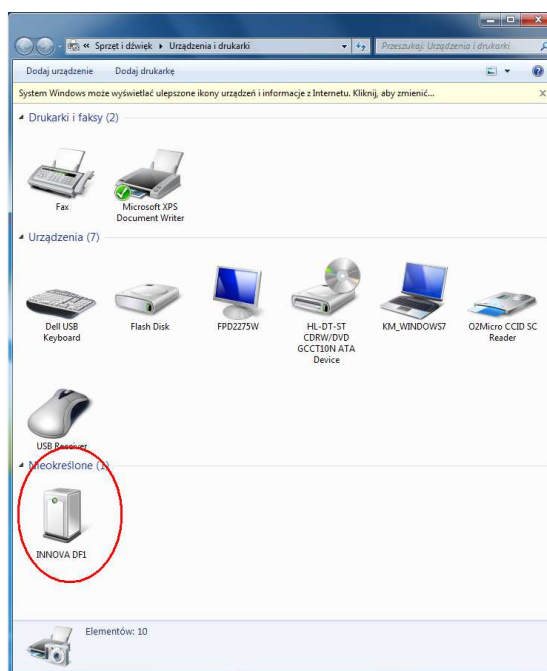 « Sprzęt i dźwięk ▸ Urządzenia i drukarki
Przeszukaj: Urządzenia i drukarki
Dodaj urządzenie Dodaj drukarkę
System Windows może wyświetlać ulepszone ikony urządzeń i informacje z Internetu. Kliknij, aby zmienić...
Drukarki i faksy (2)
Fax
Microsoft XPS
Document Writer
Urządzenia (7)
Dell USB
Keyboard
Flash Disk
FPD2275W
HL-DT-ST
CDRW/DVD
GCCT10N ATA
Device
KM_WINDOWS7
O2Micro CCID SC
Reader
USB Receiver
Nieokreślone (1)
INNOVA DF1
Elementów: 10